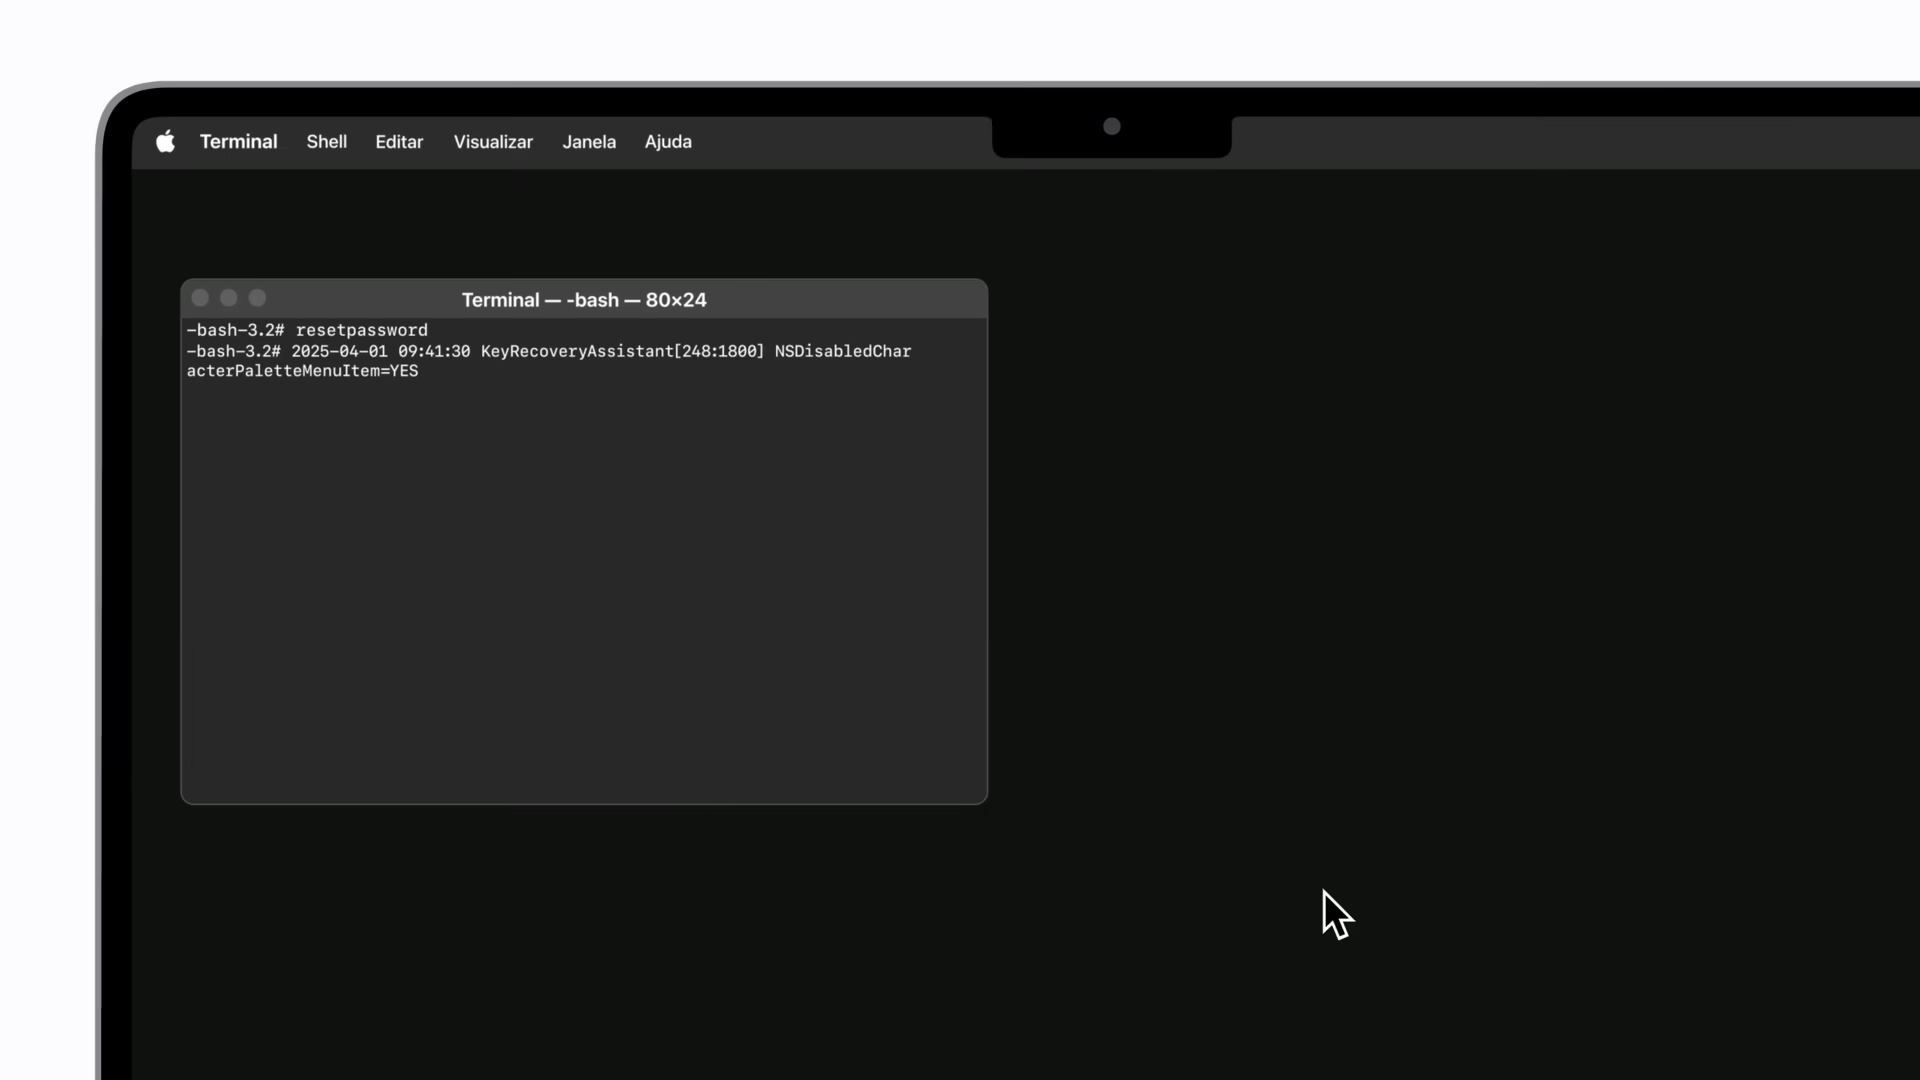 Terminal Shell Editar Visualizar Janela Ajuda
Terminal — -bash — 80×24
-bash-3.2# resetpassword
-bash-3.2# 2025-04-01 09:41:30 KeyRecoveryAssistant[248:1800] NSDisabledChar
acterPaletteMenuItem=YES